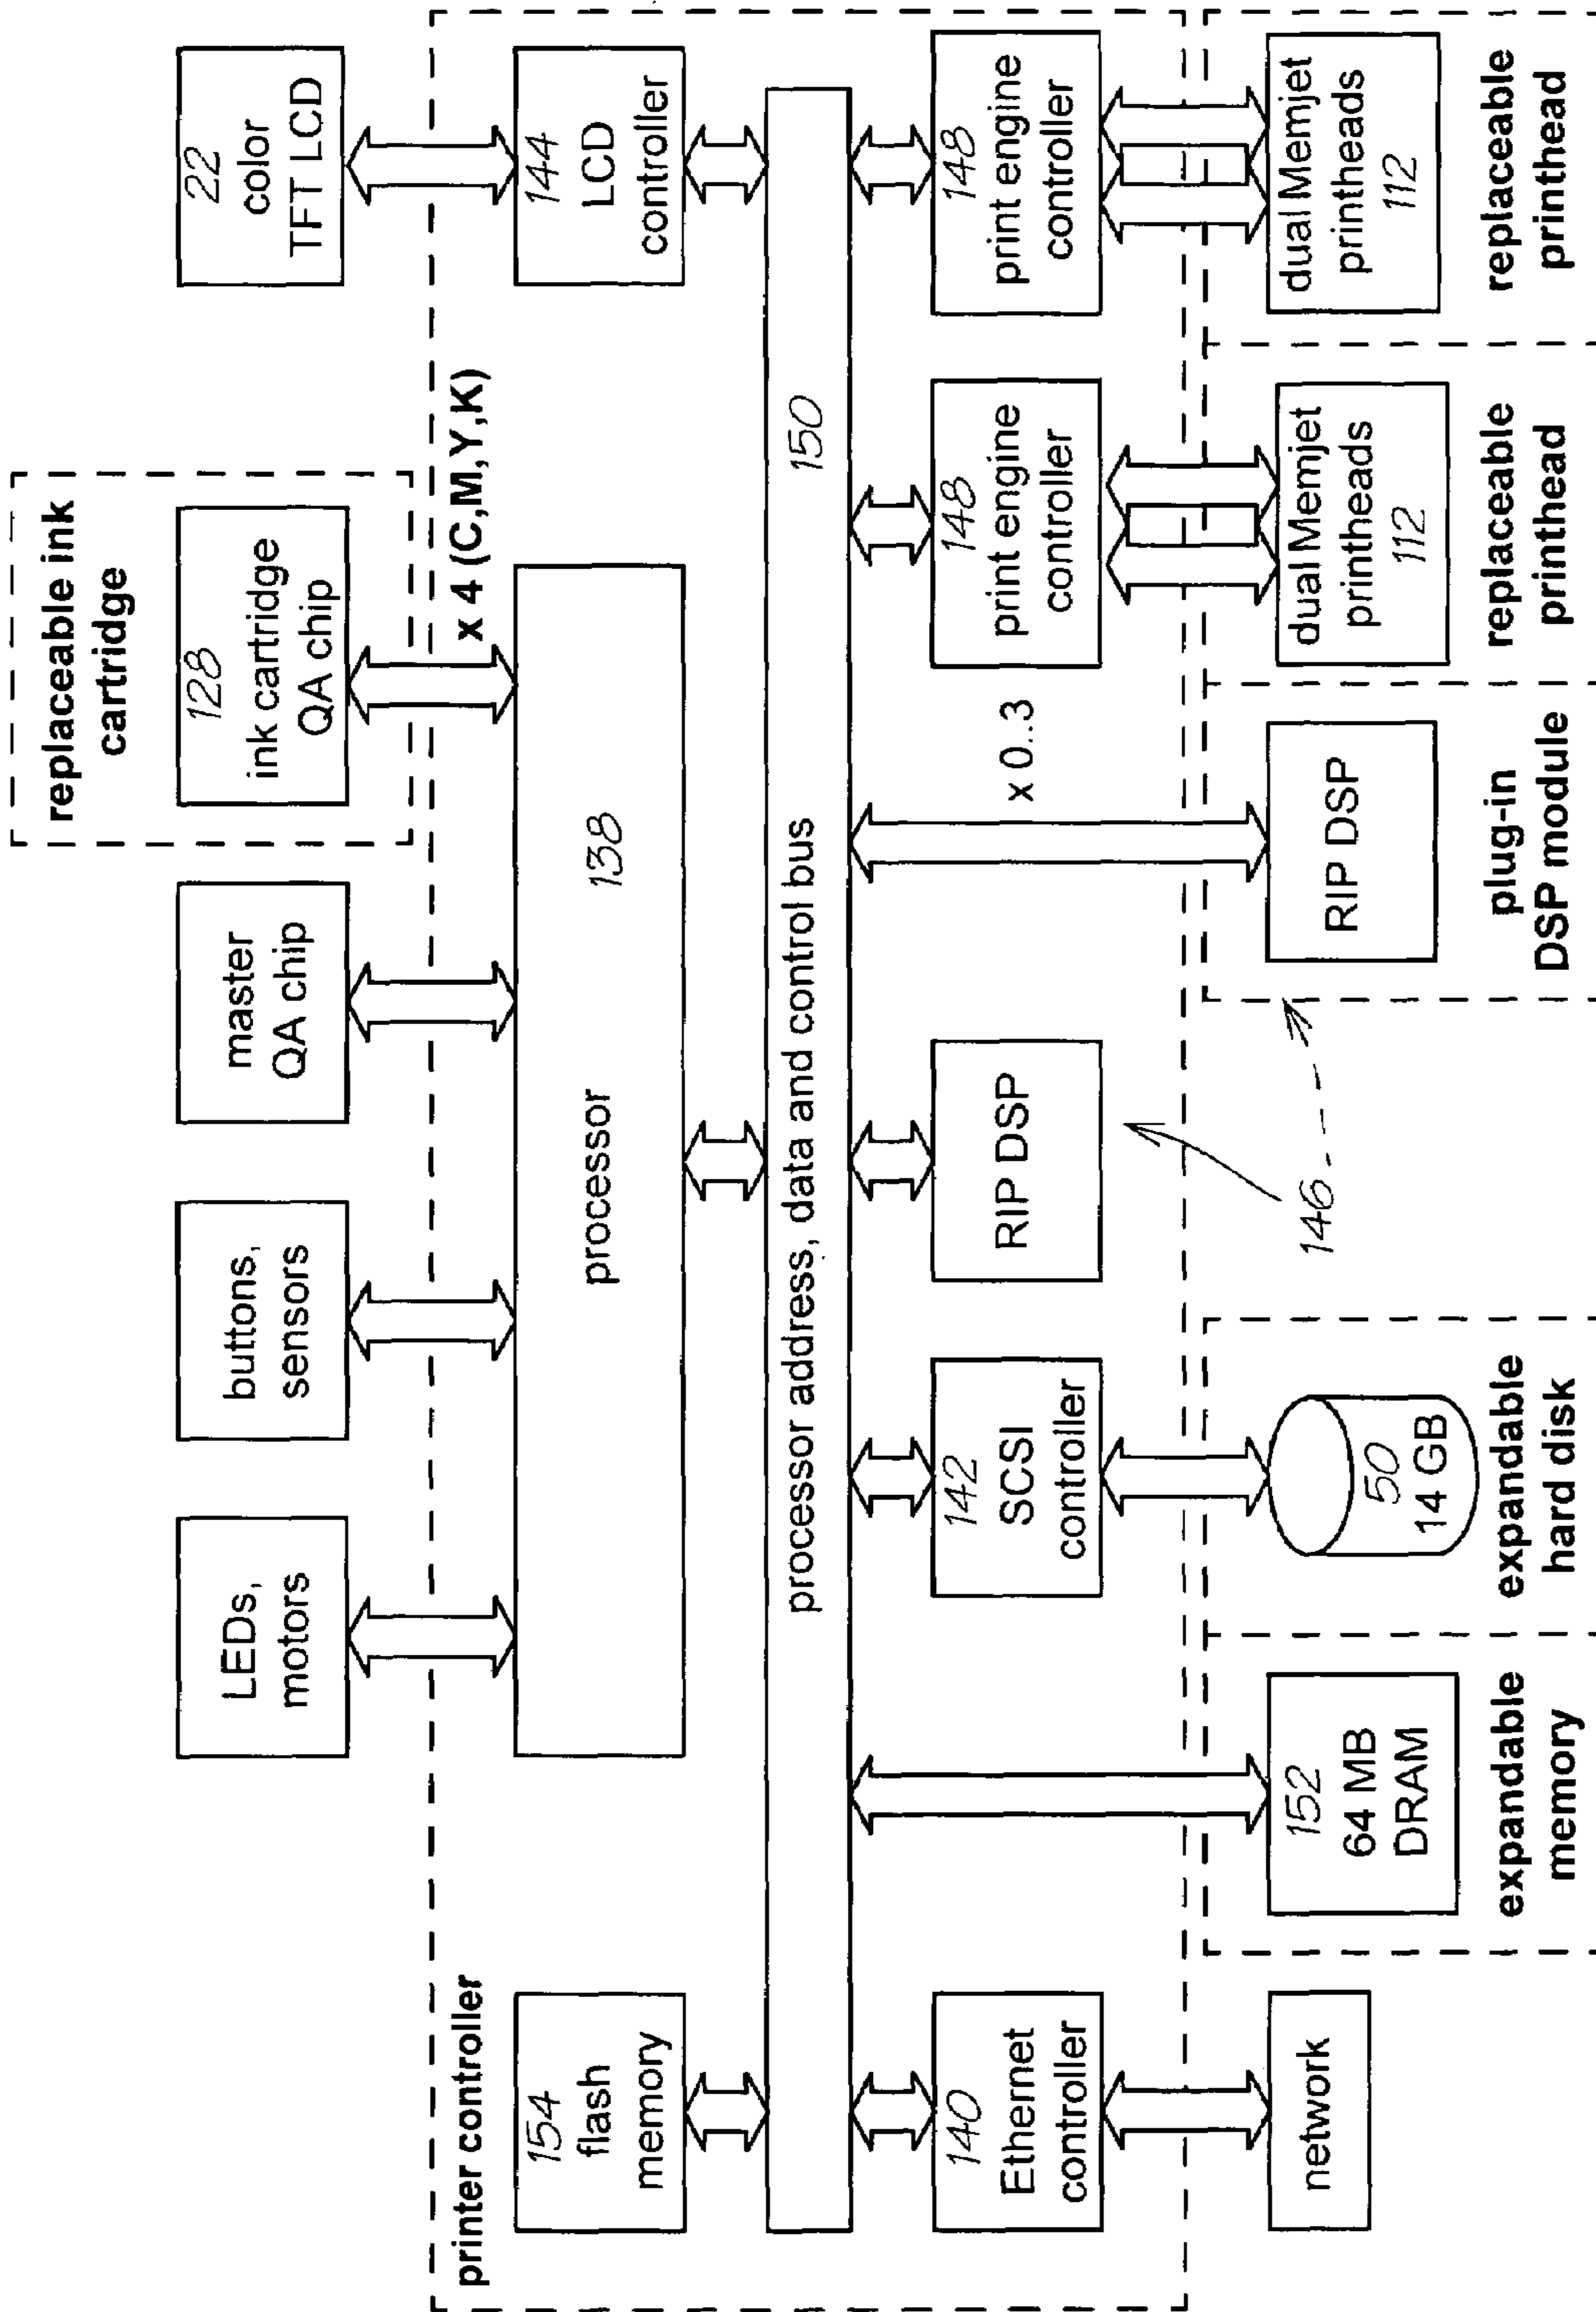 replaceable ink
cartridge
LEDs,
motors
buttons,
sensors
master
QA chip
128
ink cartridge
QA chip
22
color
TFT LCD
x 4 (C,M,Y,K)
printer controller
154
flash
memory
processor
138
144
LCD
controller
processor address, data and control bus
150
140
Ethernet
controller
142
SCSI
controller
RIP DSP
x 0..3
148
print engine
controller
148
print engine
controller
146
network
152
64 MB
DRAM
50
14 GB
RIP DSP
dual Memjet
printheads
112
dual Memjet
printheads
112
expandable
memory
expandable
hard disk
plug-in
DSP module
replaceable
printhead
replaceable
printhead